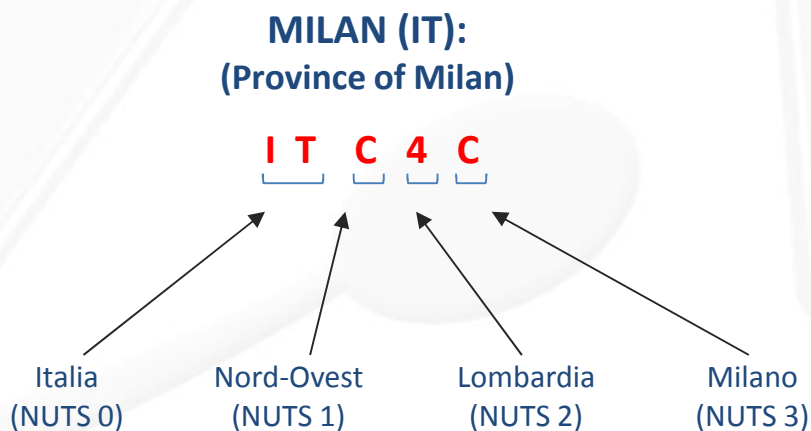 MILAN (IT):
(Province of Milan)
I T C 4 C
Italia Nord-Ovest Lombardia Milano
(NUTS 0) (NUTS 1) (NUTS 2) (NUTS 3)